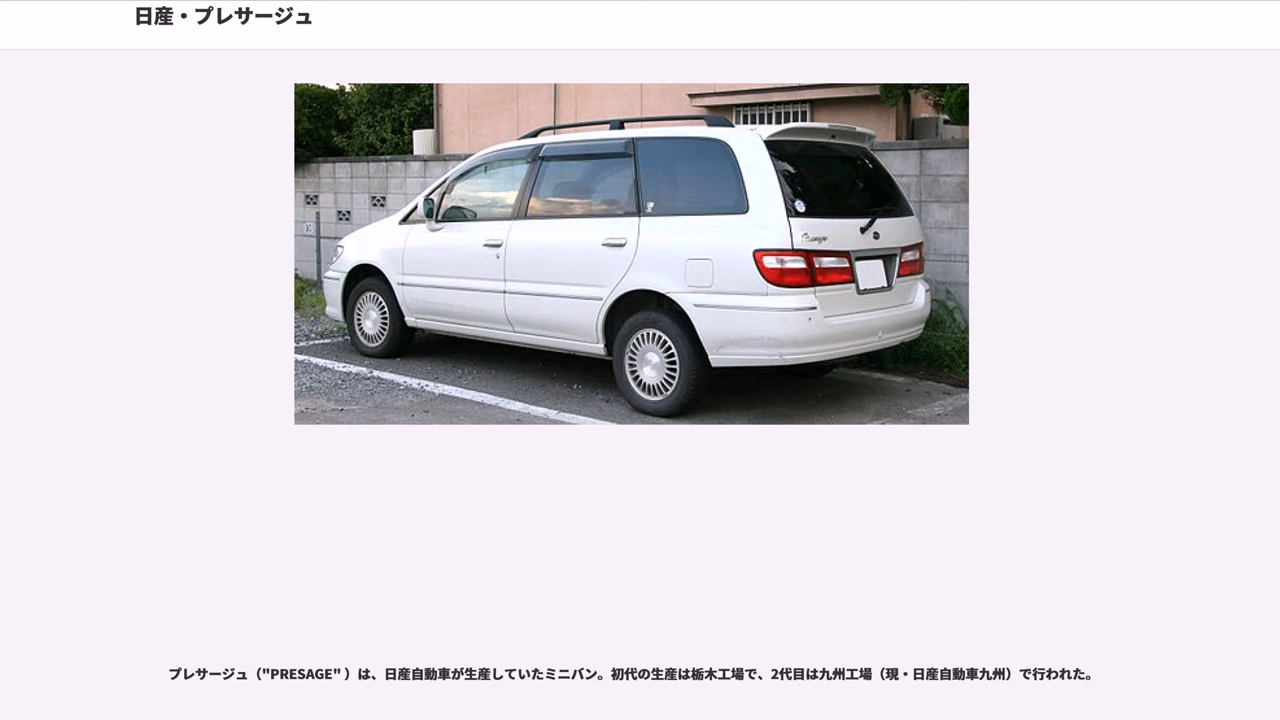 日産・プレサージュ
プレサージュ（"PRESAGE" ）は、日産自動車が生産していたミニバン。初代の生産は栃木工場で、2代目は九州工場（現・日産自動車九州）で行われた。